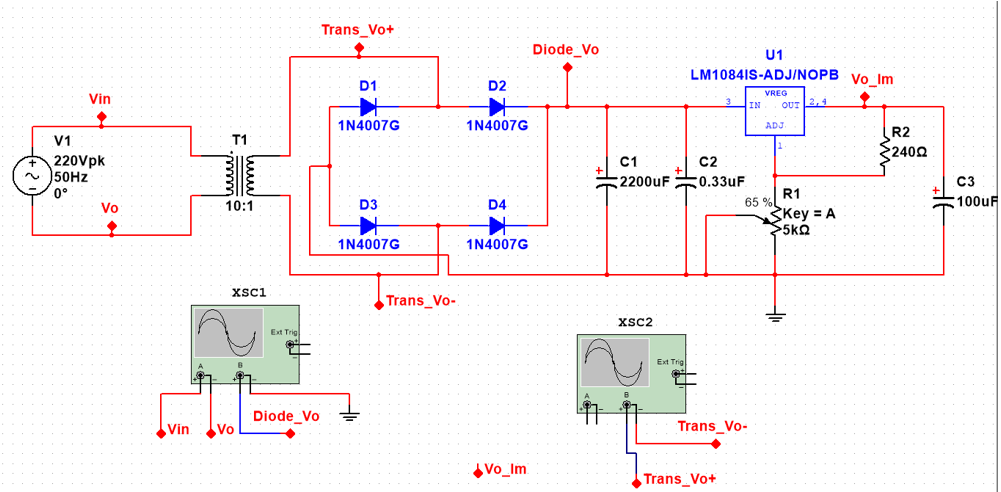 Trans_Vo+
Diode_Vo
U1
LM1084IS-ADJ/NOPB
Vin
D1
D2
VREG
Vo_lm
3
IN
OUT
2,4
1N4007G
1N4007G
ADJ
V1
T1
1
R2
240Ω
220Vpk
50Hz
0°
C1
2200uF
C2
0.33uF
C3
100uF
R1
65 %
Key = A
5kΩ
10:1
Vo
D3
D4
1N4007G
1N4007G
Trans_Vo-
XSC1
XSC2
Ext Trig
A
B
Ext Trig
A
B
Vin
Vo
Diode_Vo
Trans_Vo-
Vo_lm
Trans_Vo+